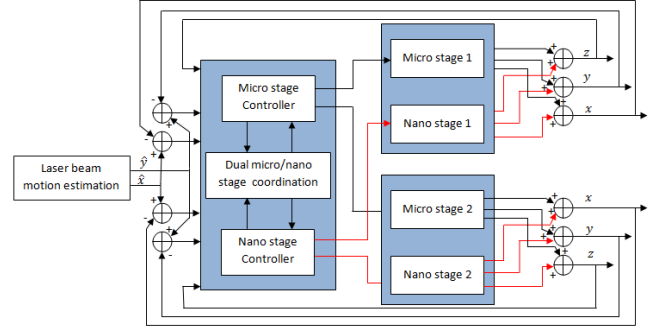 Micro stage 1
Nano stage 1
z
y
x
Micro stage
Controller
Dual micro/nano
stage coordination
Nano stage
Controller
Laser beam
motion estimation
ŷ
x̂
Micro stage 2
Nano stage 2
x
y
z